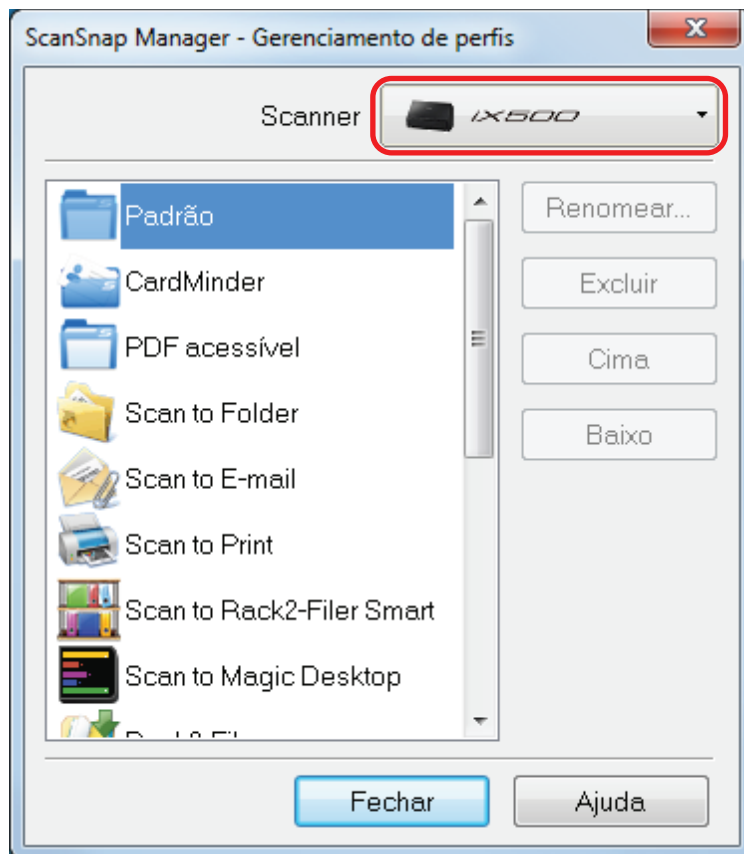 ScanSnap Manager - Gerenciamento de perfis
Scanner iX500
Padrão
Renomear...
CardMinder
Excluir
PDF acessível
Cima
Scan to Folder
Baixo
Scan to E-mail
Scan to Print
Scan to Rack2-Filer Smart
Scan to Magic Desktop
Fechar
Ajuda